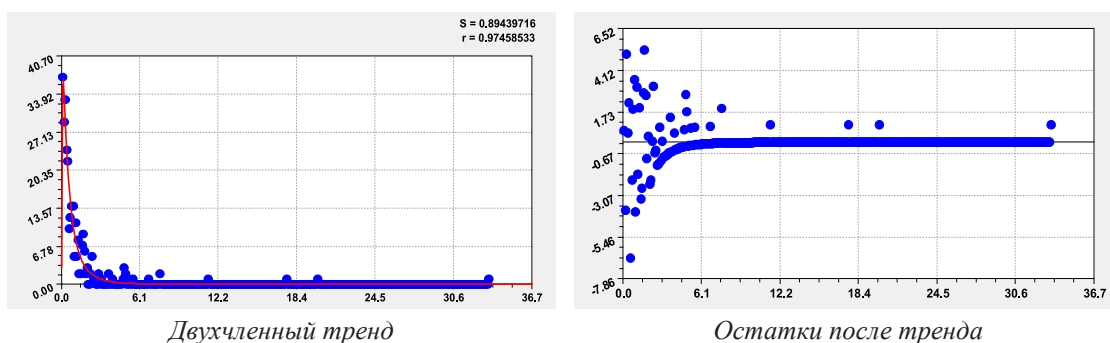 S = 0.89439716
r = 0.97458533
40.70
33.92
27.13
20.35
13.57
6.78
0.00
0.0 6.1 12.2 18.4 24.5 30.6 36.7
Двухчленный тренд
6.52
4.12
1.73
-0.67
-3.07
-5.46
-7.86
0.0 6.1 12.2 18.4 24.5 30.6 36.7
Остатки после тренда